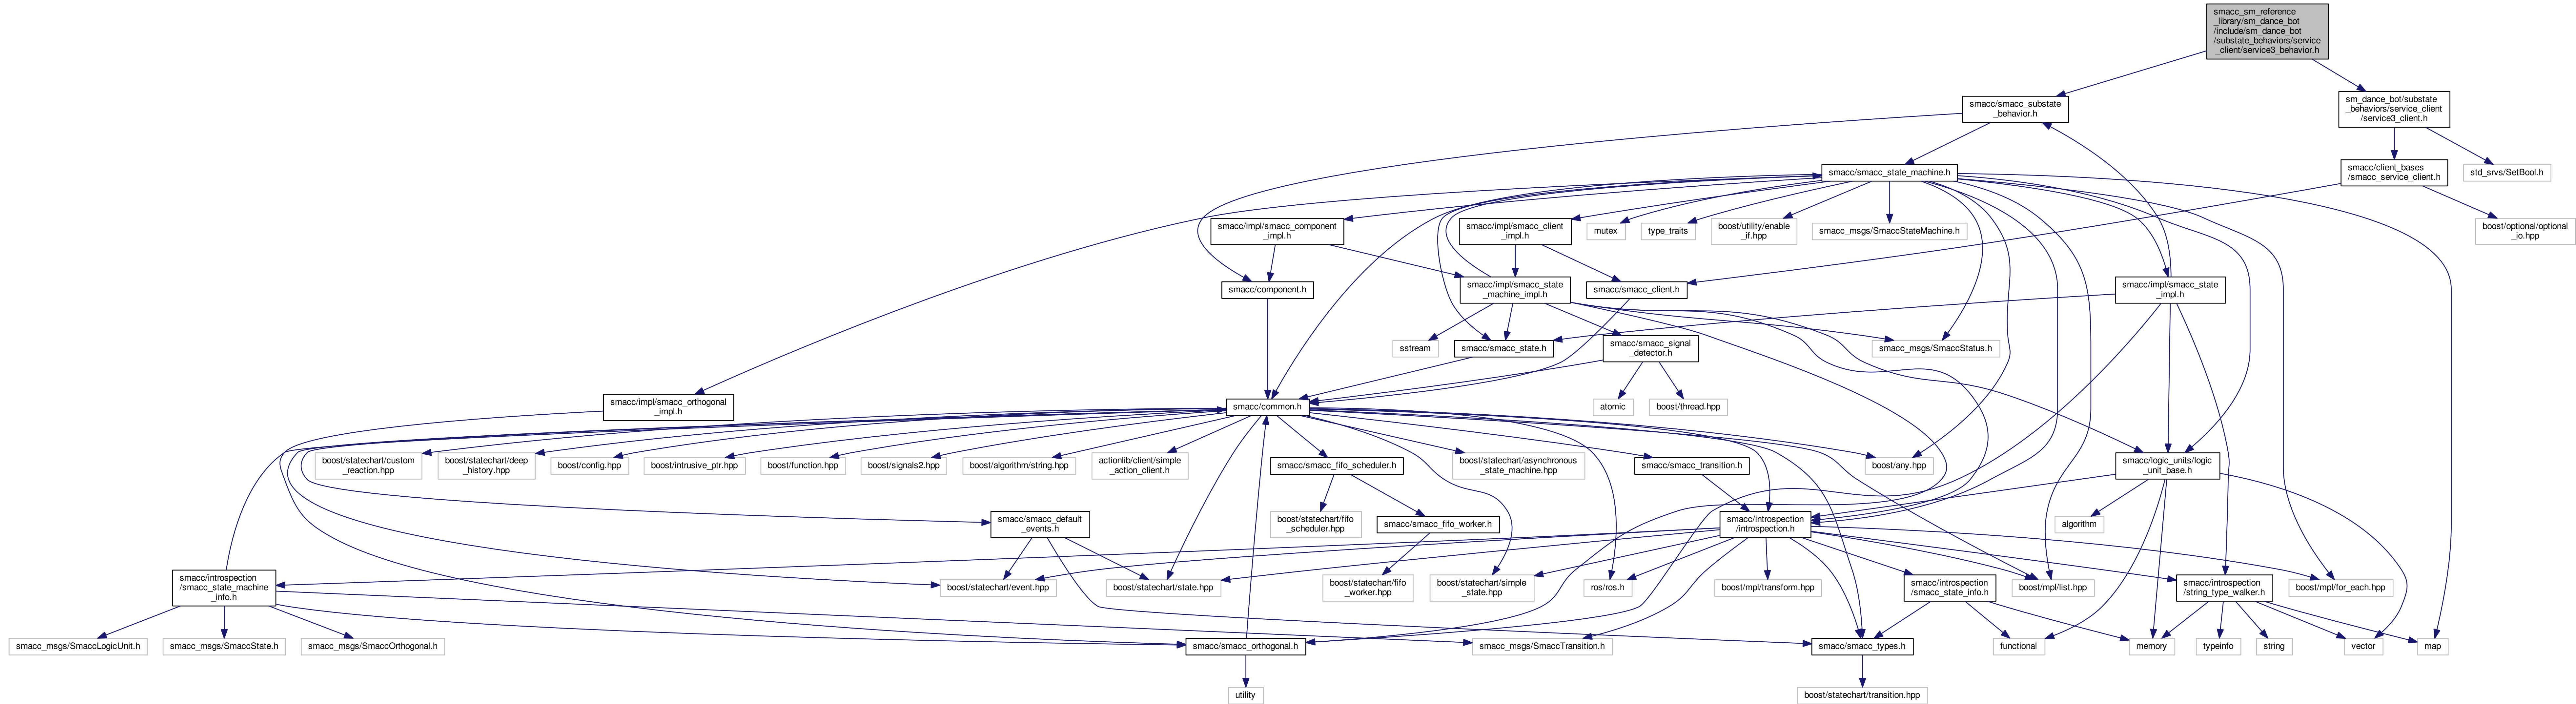 smacc_sm_reference
_library/sm_dance_bot
/include/sm_dance_bot
/substate_behaviors/service
_client/service3_behavior.h
smacc/smacc_substate
_behavior.h
sm_dance_bot/substate
_behaviors/service_client
/service3_client.h
smacc/smacc_state_machine.h
smacc/client_bases
/smacc_service_client.h
std_srvs/SetBool.h
smacc/impl/smacc_component
_impl.h
smacc/impl/smacc_client
_impl.h
mutex
type_traits
boost/utility/enable
_if.hpp
smacc_msgs/SmaccStateMachine.h
boost/optional/optional
_io.hpp
smacc/component.h
smacc/impl/smacc_state
_machine_impl.h
smacc/smacc_client.h
smacc/impl/smacc_state
_impl.h
sstream
smacc/smacc_state.h
smacc/smacc_signal
_detector.h
smacc_msgs/SmaccStatus.h
smacc/impl/smacc_orthogonal
_impl.h
smacc/common.h
atomic
boost/thread.hpp
boost/statechart/custom
_reaction.hpp
boost/statechart/deep
_history.hpp
boost/config.hpp
boost/intrusive_ptr.hpp
boost/function.hpp
boost/signals2.hpp
boost/algorithm/string.hpp
actionlib/client/simple
_action_client.h
smacc/smacc_fifo_scheduler.h
boost/statechart/asynchronous
_state_machine.hpp
smacc/smacc_transition.h
boost/any.hpp
smacc/logic_units/logic
_unit_base.h
smacc/smacc_default
_events.h
boost/statechart/fifo
_scheduler.hpp
smacc/smacc_fifo_worker.h
smacc/introspection
/introspection.h
algorithm
smacc/introspection
/smacc_state_machine
_info.h
boost/statechart/event.hpp
boost/statechart/state.hpp
boost/statechart/fifo
_worker.hpp
boost/statechart/simple
_state.hpp
ros/ros.h
boost/mpl/transform.hpp
smacc/introspection
/smacc_state_info.h
boost/mpl/list.hpp
smacc/introspection
/string_type_walker.h
boost/mpl/for_each.hpp
smacc_msgs/SmaccLogicUnit.h
smacc_msgs/SmaccState.h
smacc_msgs/SmaccOrthogonal.h
smacc/smacc_orthogonal.h
smacc_msgs/SmaccTransition.h
smacc/smacc_types.h
functional
memory
typeinfo
string
vector
map
utility
boost/statechart/transition.hpp